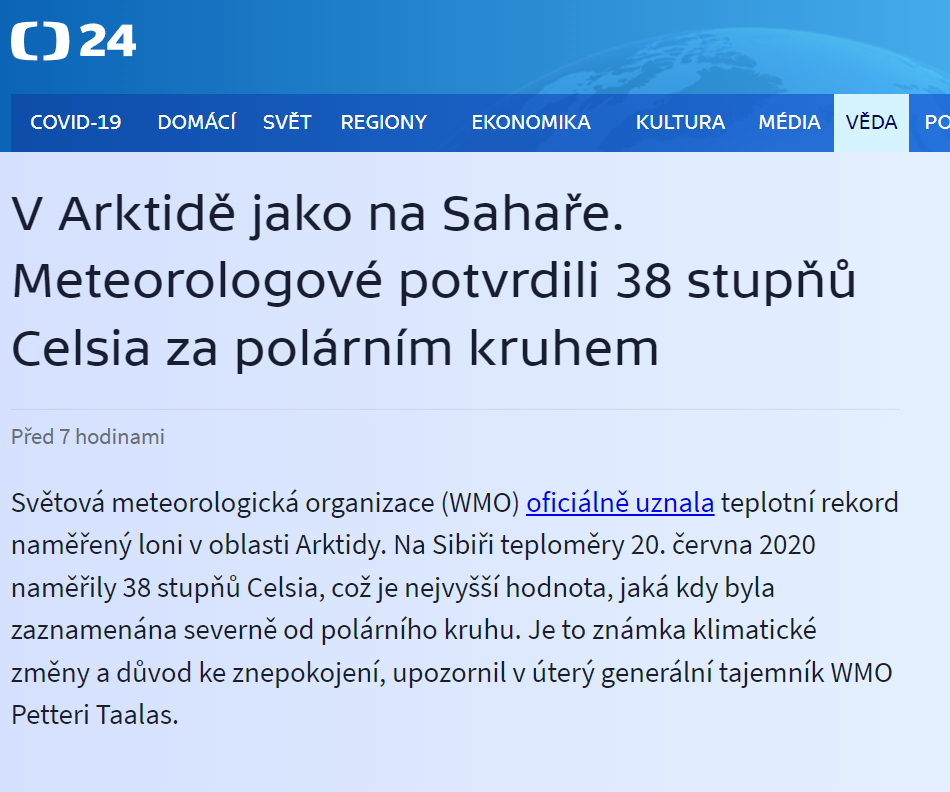 24
COVID-19 DOMÁCÍ SVĚT REGIONY EKONOMIKA KULTURA MÉDIA VĚDA PO
V Arktidě jako na Sahaře.
Meteorologové potvrdili 38 stupňů
Celsia za polárním kruhem
Před 7 hodinami
Světová meteorologická organizace (WMO) oficiálně uznala teplotní rekord
naměřený loni v oblasti Arktidy. Na Sibiři teploměry 20. června 2020
naměřily 38 stupňů Celsia, což je nejvyšší hodnota, jaká kdy byla
zaznamenána severně od polárního kruhu. Je to známka klimatické
změny a důvod ke znepokojení, upozornil v úterý generální tajemník WMO
Petteri Taalas.